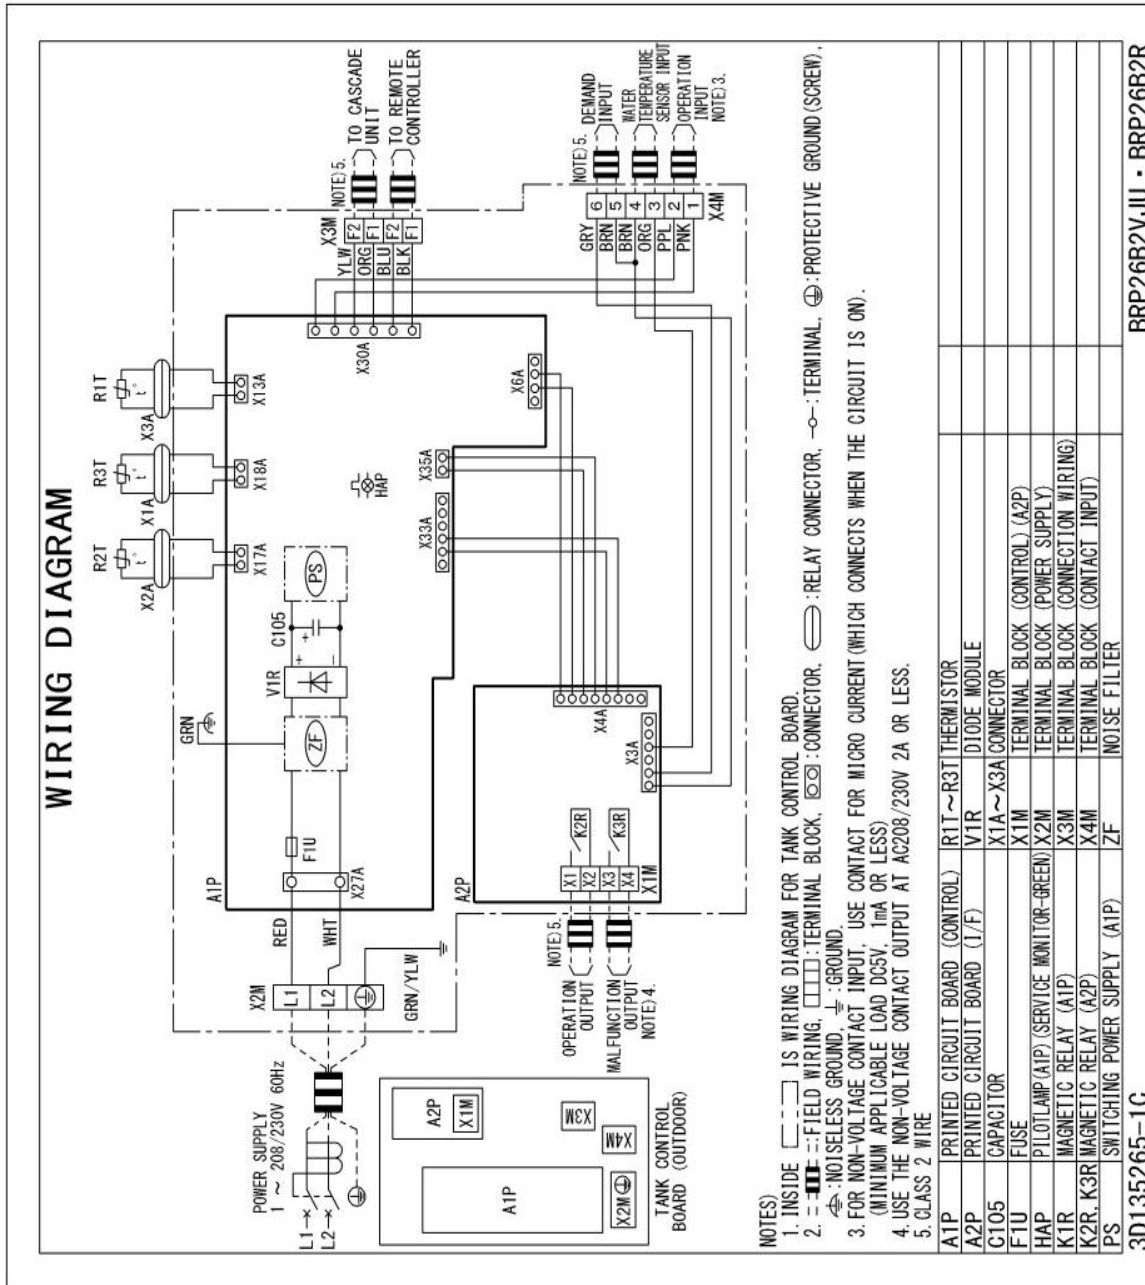 WIRING DIAGRAM
R2T
R3T
R1T
t°
t°
t°
X2A
X1A
X3A
X17A
X18A
X13A
GRN
A1P
ZF
V1R
+
-
C105
+
PS
HAP
F1U
X27A
RED
WHT
X30A
X33A
X35A
X6A
X3M
YLW
ORG
BLU
BLK
F2
F1
F2
F1
NOTE)5.
TO CASCADE
UNIT
TO REMOTE
CONTROLLER
POWER SUPPLY
1 ~ 208/230V 60Hz
L1
L2
X2M
L1
L2
GRN/YLW
A2P
X4A
X3A
K2R
K3R
X1
X2
X3
X4
X1M
NOTE)5.
OPERATION
OUTPUT
MALFUNCTION
OUTPUT
NOTE)4.
GRY
BRN
BRN
ORG
PPL
PNK
6
5
4
3
2
1
X4M
NOTE)5.
DEMAND
INPUT
WATER
TEMPERATURE
SENSOR INPUT
OPERATION
INPUT
NOTE)3.
A2P
X1M
A1P
X3M
X4M
X2M
TANK CONTROL
BOARD (OUTDOOR)
NOTES)
1. INSIDE IS WIRING DIAGRAM FOR TANK CONTROL BOARD.
2. :FIELD WIRING, :TERMINAL BLOCK, :CONNECTOR, :RELAY CONNECTOR, :TERMINAL, :PROTECTIVE GROUND(SCREW),
:NOISELESS GROUND, :GROUND.
3. FOR NON-VOLTAGE CONTACT INPUT, USE CONTACT FOR MICRO CURRENT(WHICH CONNECTS WHEN THE CIRCUIT IS ON).
(MINIMUM APPLICABLE LOAD DC5V, 1mA OR LESS)
4. USE THE NON-VOLTAGE CONTACT OUTPUT AT AC208/230V 2A OR LESS.
5. CLASS 2 WIRE
A1P PRINTED CIRCUIT BOARD (CONTROL) R1T~R3T THERMISTOR
A2P PRINTED CIRCUIT BOARD (I/F) V1R DIODE MODULE
C105 CAPACITOR X1A~X3A CONNECTOR
F1U FUSE X1M TERMINAL BLOCK (CONTROL)(A2P)
HAP PILOTLAMP(A1P)(SERVICE MONITOR-GREEN) X2M TERMINAL BLOCK (POWER SUPPLY)
K1R MAGNETIC RELAY (A1P) X3M TERMINAL BLOCK (CONNECTION WIRING)
K2R, K3R MAGNETIC RELAY (A2P) X4M TERMINAL BLOCK (CONTACT INPUT)
PS SWITCHING POWER SUPPLY (A1P) ZF NOISE FILTER
3D135265-1C BRP26B2VJU・BRP26B2R